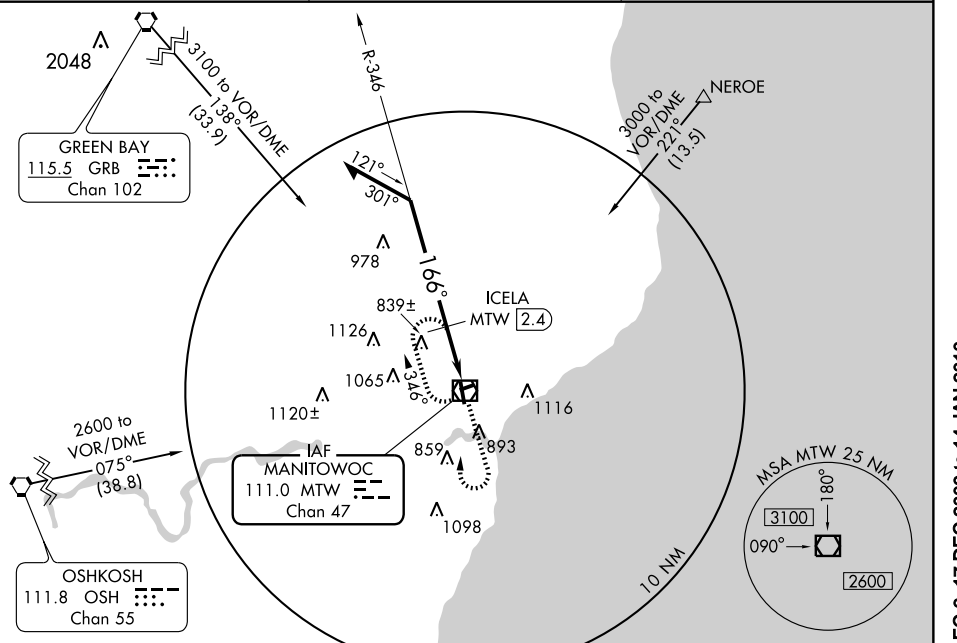 2048
3100 to VOR/DME
138°
(33.9)
GREEN BAY
115.5 GRB
Chan 102
R-346
NEROE
3000 to
VOR/DME
221°
(13.5)
121°
301°
978
166°
ICELA
MTW 2.4
839±
1126
1065
346°
1120±
1116
2600 to
VOR/DME
075°
(38.8)
IAF
MANITOWOC
111.0 MTW
Chan 47
859
893
1098
OSHKOSH
111.8 OSH
Chan 55
10 NM
MSA MTW 25 NM
180°
3100
090°
2600